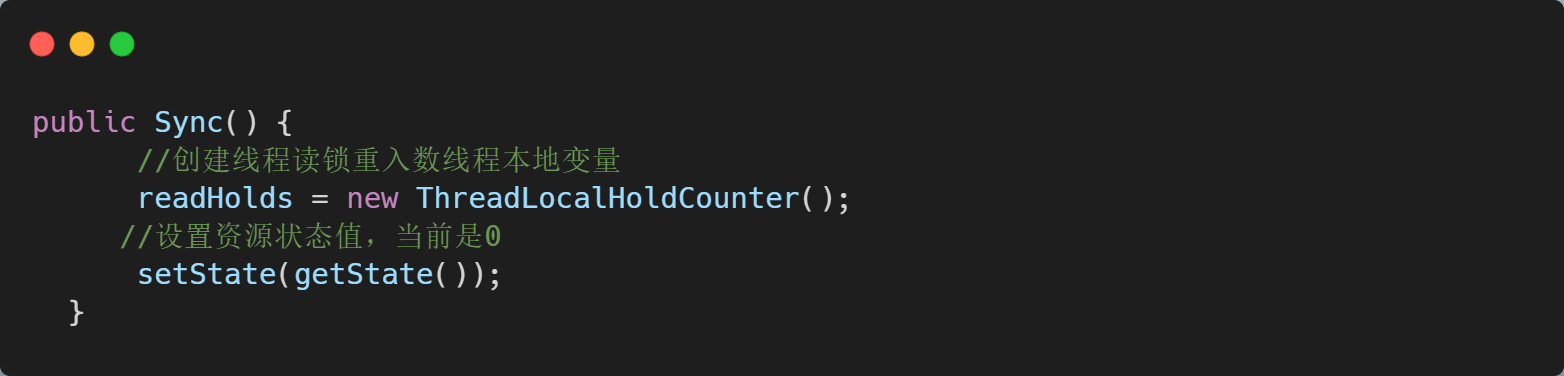 public Sync() {
//创建线程读锁重入数线程本地变量
readHolds = new ThreadLocalHoldCounter();
//设置资源状态值，当前是0
setState(getState());
}